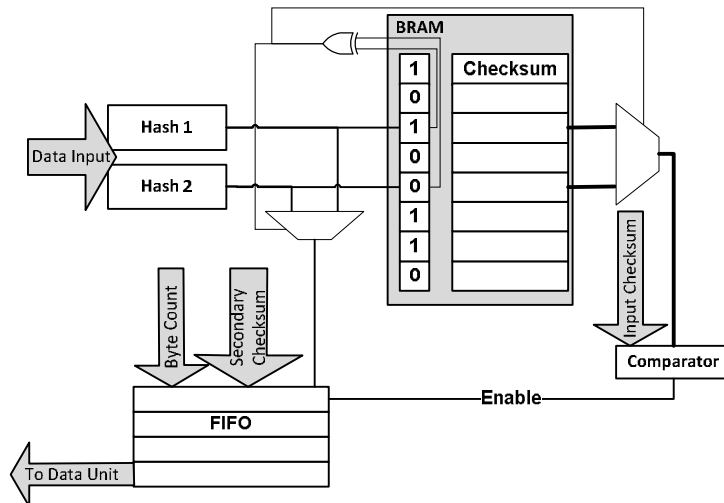 BRAM
1
Checksum
0
Hash 1
1
Data Input
0
Hash 2
0
1
1
0
Byte Count
Secondary
Checksum
Input Checksum
Comparator
Enable
FIFO
To Data Unit